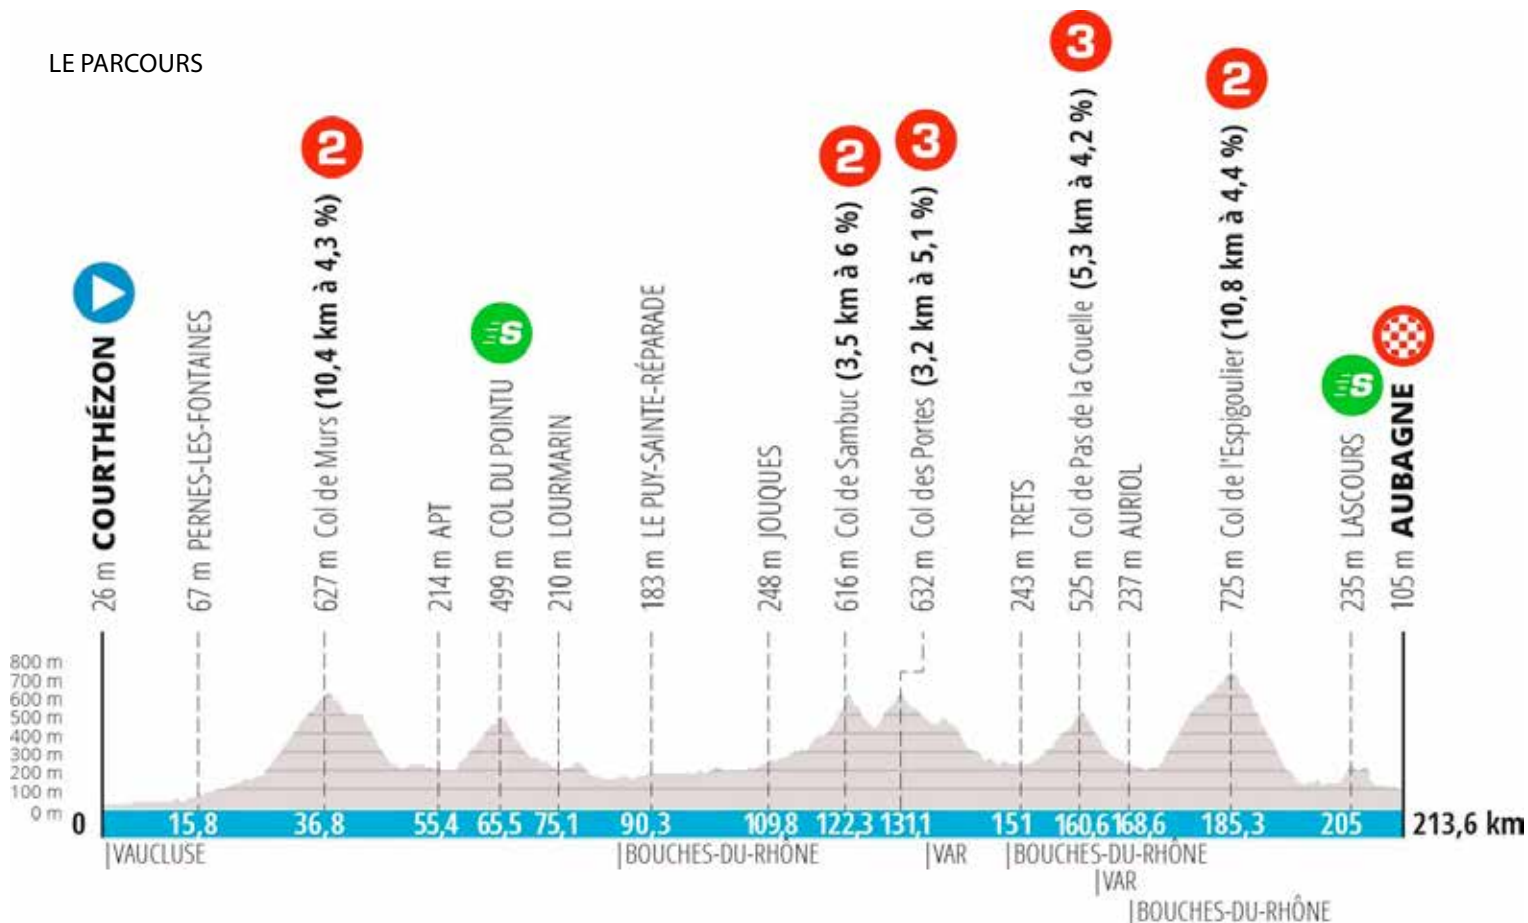 LE PARCOURS
26 m COURTHÉZON
67 m PERNES-LES-FONTAINES
2
627 m Col de Murs (10,4 km à 4,3 %)
214 m APT
S
499 m COL DU POINTU
210 m LOURMARIN
183 m LE PUY-SAINTE-RÉPARADE
248 m JOUQUES
2
616 m Col de Sambuc (3,5 km à 6 %)
3
632 m Col des Portes (3,2 km à 5,1 %)
243 m TRETS
3
525 m Col de Pas de la Couelle (5,3 km à 4,2 %)
237 m AURIOL
2
725 m Col de l'Espigoulier (10,8 km à 4,4 %)
S
235 m LASCOURS
105 m AUBAGNE
800 m
700 m
600 m
500 m
400 m
300 m
200 m
100 m
0 m
0 15,8 36,8 55,4 65,5 75,1 90,3 109,8 122,3 131,1 151 160,6 168,6 185,3 205 213,6 km
VAUCLUSE BOUCHES-DU-RHÔNE VAR BOUCHES-DU-RHÔNE
VAR
BOUCHES-DU-RHÔNE